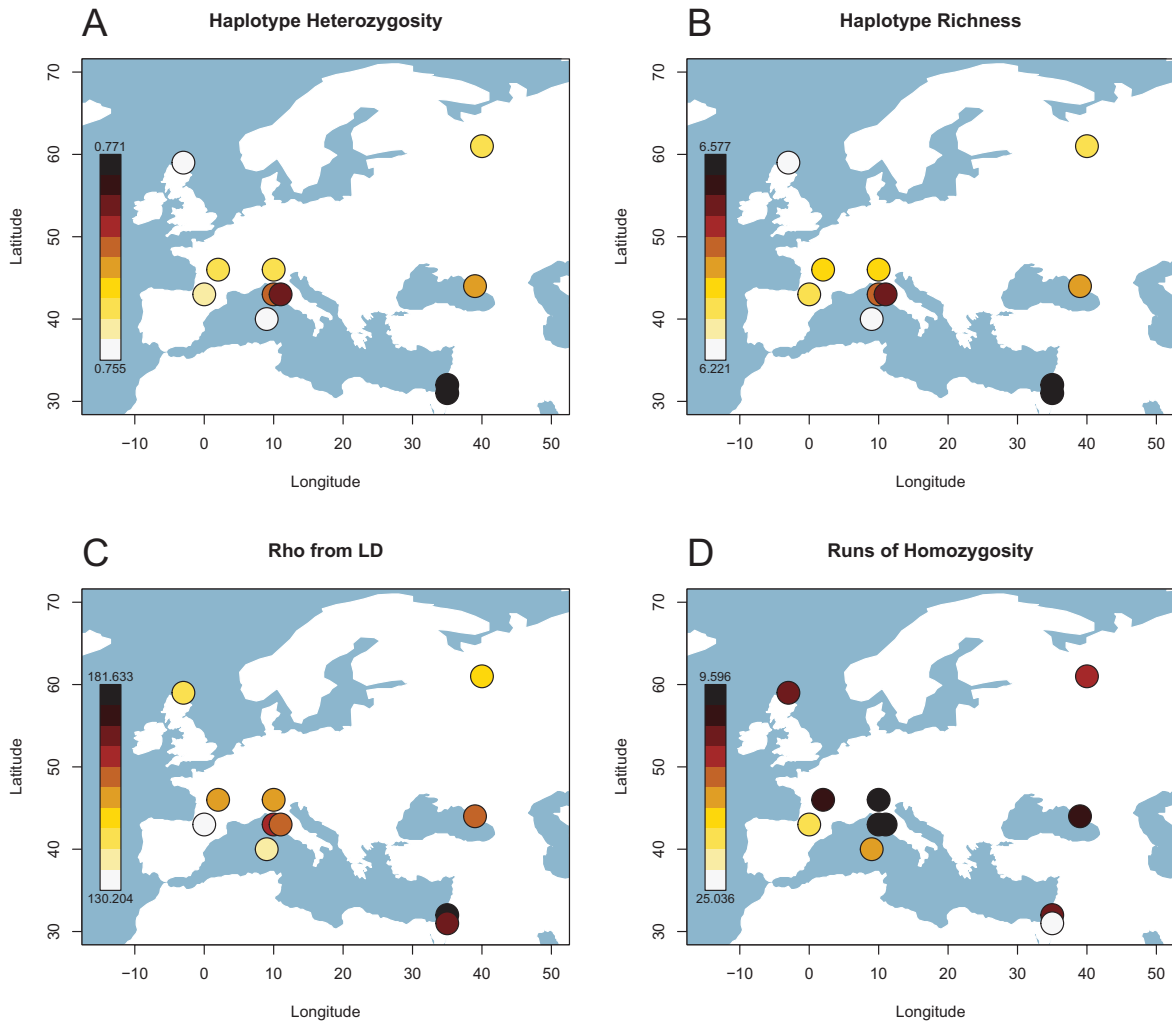 A
Haplotype Heterozygosity
70
60
50
40
30
Latitude
0.771
0.755
−10 0 10 20 30 40 50
Longitude
B
Haplotype Richness
70
60
50
40
30
Latitude
6.577
6.221
−10 0 10 20 30 40 50
Longitude
C
Rho from LD
70
60
50
40
30
Latitude
181.633
130.204
−10 0 10 20 30 40 50
Longitude
D
Runs of Homozygosity
70
60
50
40
30
Latitude
9.596
25.036
−10 0 10 20 30 40 50
Longitude